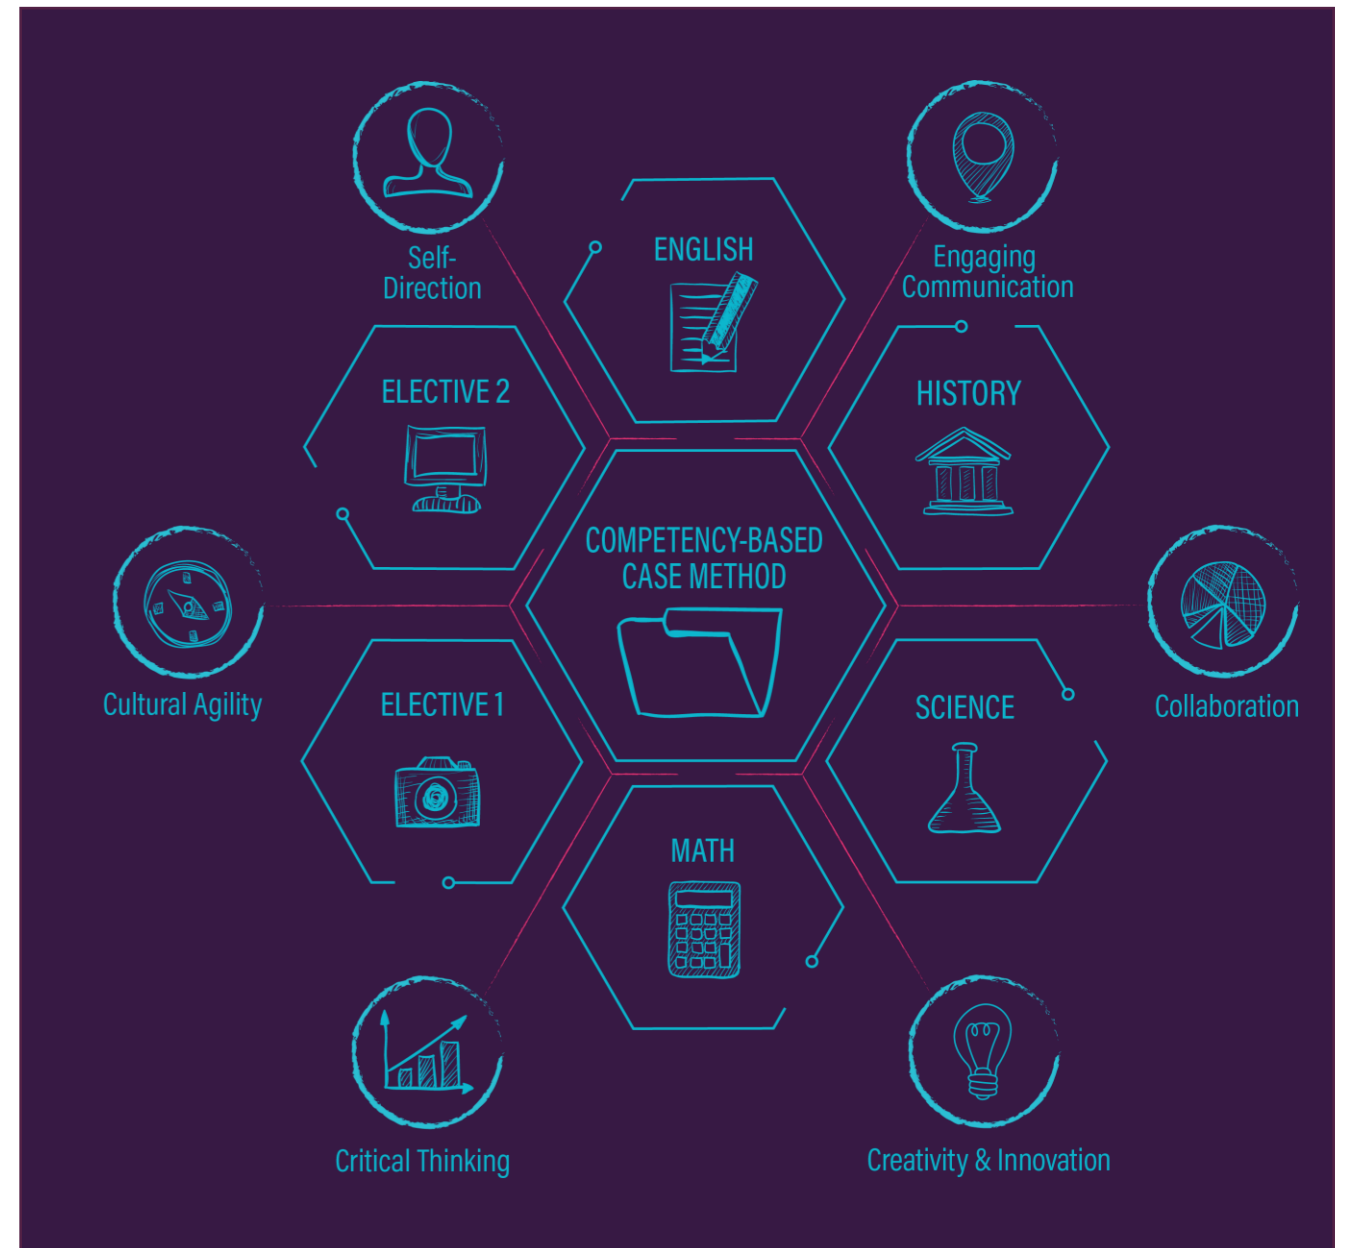 Self-
Direction
ENGLISH
Engaging
Communication
ELECTIVE 2
HISTORY
COMPETENCY-BASED
CASE METHOD
Cultural Agility
ELECTIVE 1
SCIENCE
Collaboration
MATH
Critical Thinking
Creativity & Innovation